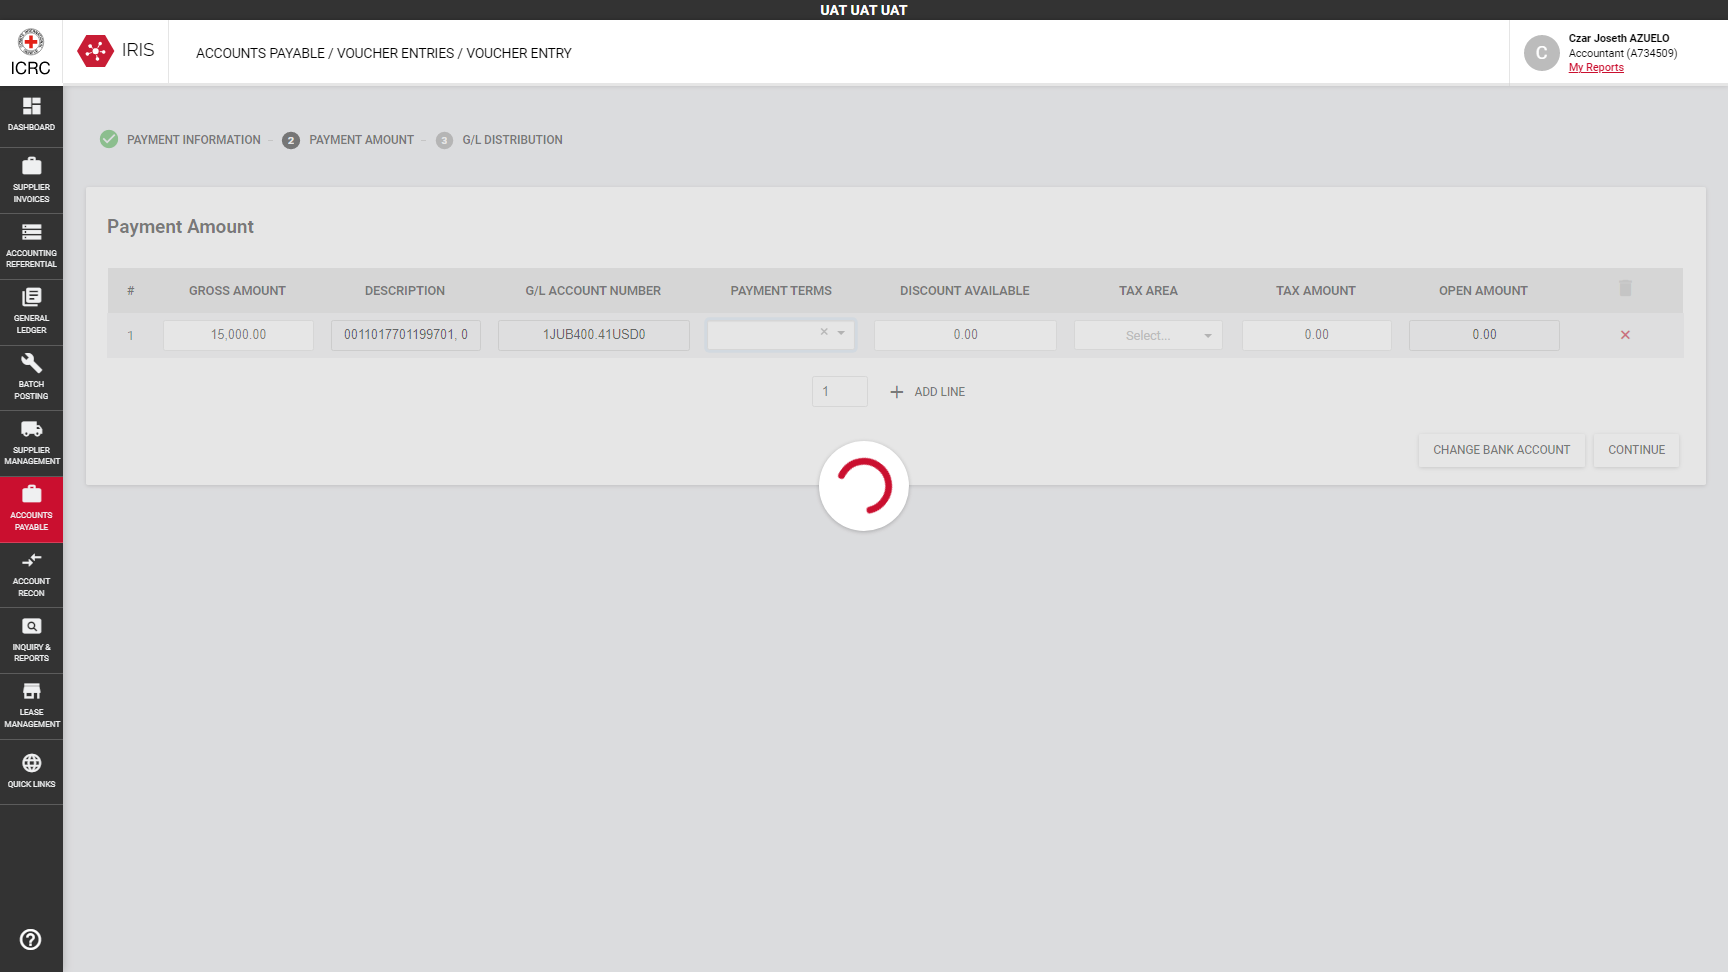 UAT UAT UAT
ICRC
IRIS
ACCOUNTS PAYABLE / VOUCHER ENTRIES / VOUCHER ENTRY
C
Czar Joseth AZUELO
Accountant (A734509)
My Reports
DASHBOARD
SUPPLIER
INVOICES
ACCOUNTING
REFERENTIAL
GENERAL
LEDGER
BATCH
POSTING
SUPPLIER
MANAGEMENT
ACCOUNTS
PAYABLE
ACCOUNT
RECON
INQUIRY &
REPORTS
LEASE
MANAGEMENT
QUICK LINKS
PAYMENT INFORMATION - 2 PAYMENT AMOUNT - 3 G/L DISTRIBUTION
Payment Amount
# GROSS AMOUNT DESCRIPTION G/L ACCOUNT NUMBER PAYMENT TERMS DISCOUNT AVAILABLE TAX AREA TAX AMOUNT OPEN AMOUNT
1 15,000.00 0011017701199701, 0 1JUB400.41USD0 0.00 Select... 0.00 0.00
1 ADD LINE
CHANGE BANK ACCOUNT CONTINUE